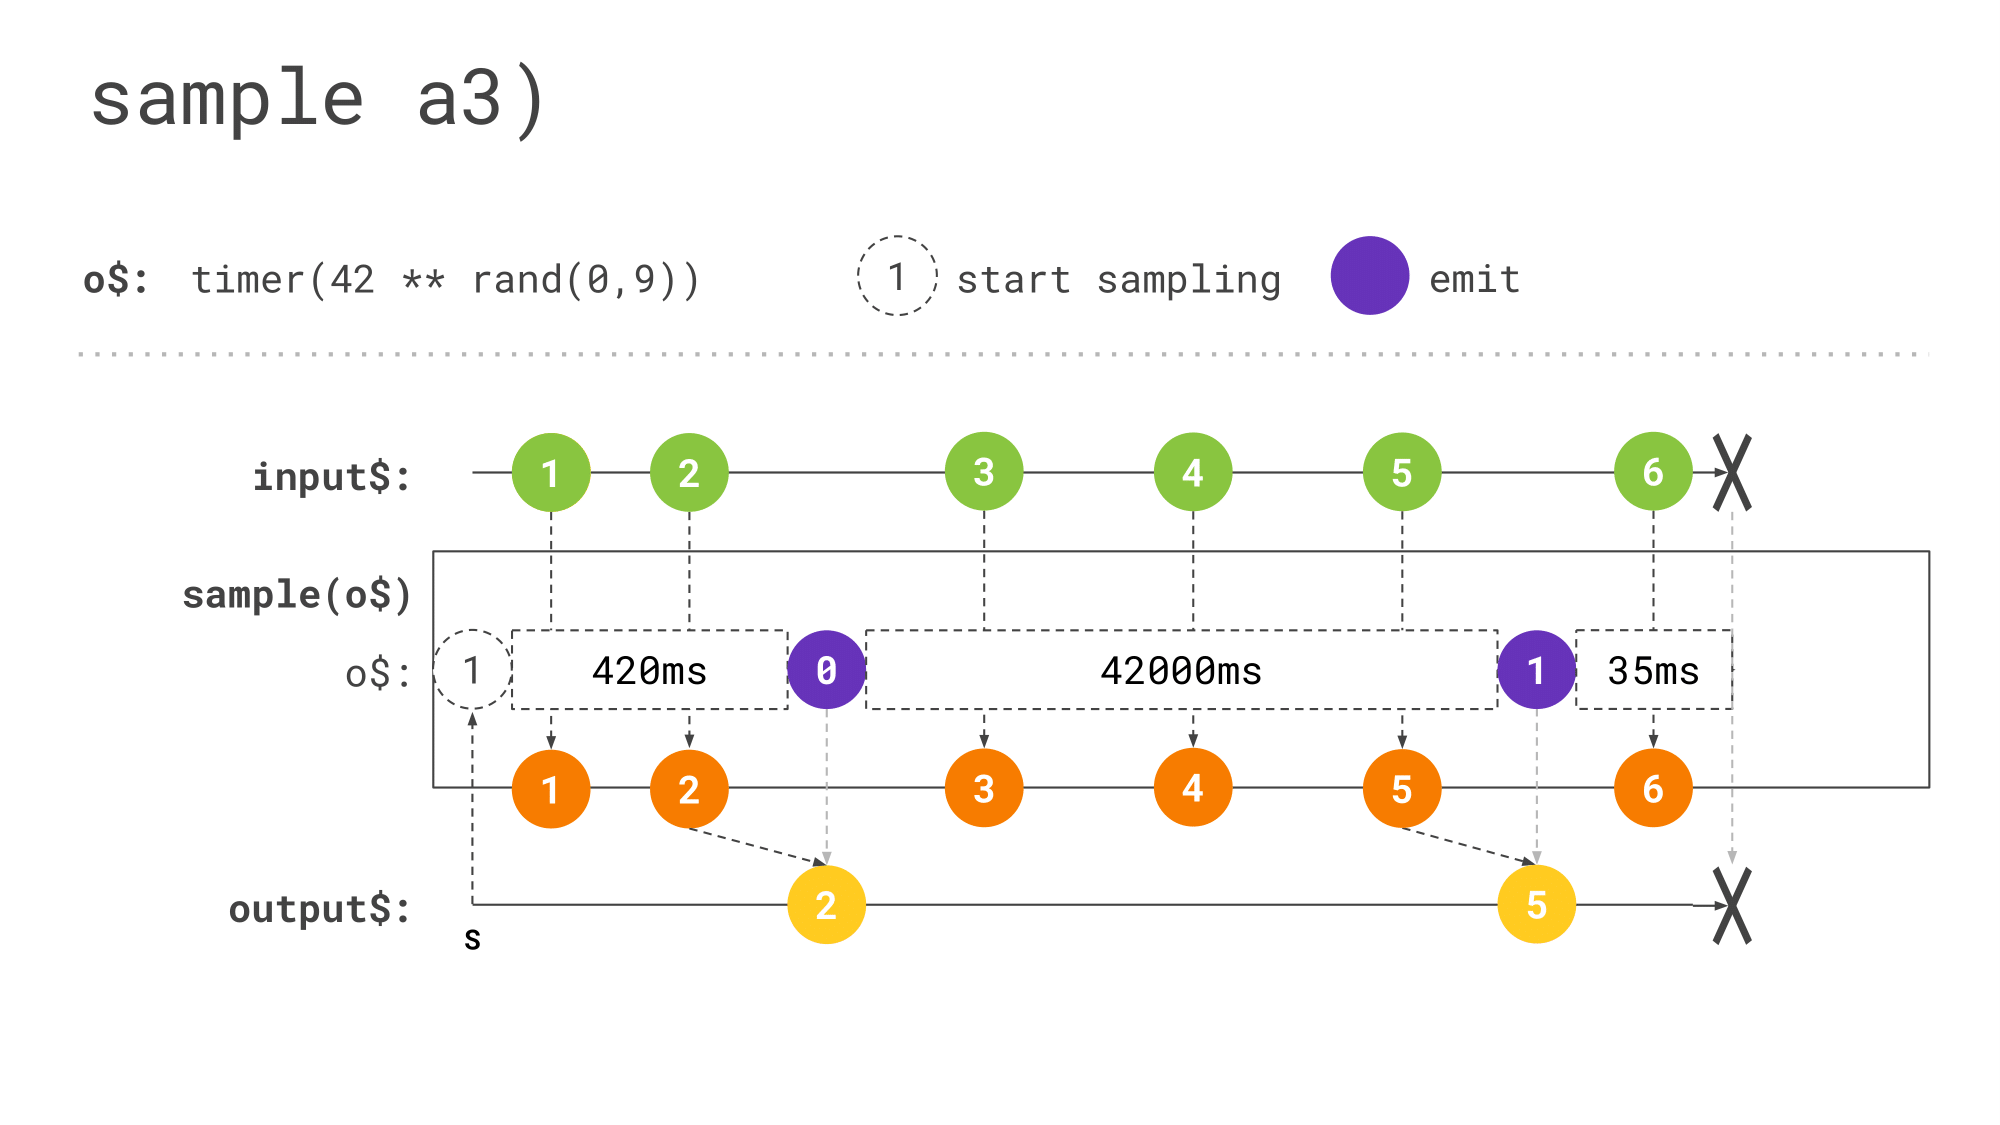 sample a3)
o$: timer(42 ** rand(0,9)) 1 start sampling emit
input$: 1 2 3 4 5 6 X
sample(o$)
o$: 1 420ms 0 42000ms 1 35ms
1 2 3 4 5 6
output$: 2 5 X
s